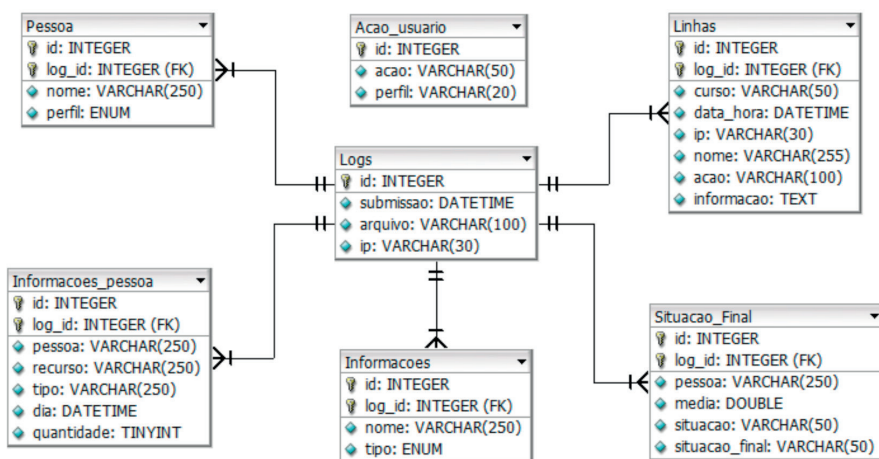 Pessoa
id: INTEGER
log_id: INTEGER (FK)
nome: VARCHAR(250)
perfil: ENUM
Acao_usuario
id: INTEGER
acao: VARCHAR(50)
perfil: VARCHAR(20)
Linhas
id: INTEGER
log_id: INTEGER (FK)
curso: VARCHAR(50)
data_hora: DATETIME
ip: VARCHAR(30)
nome: VARCHAR(255)
acao: VARCHAR(100)
informacao: TEXT
Logs
id: INTEGER
submissao: DATETIME
arquivo: VARCHAR(100)
ip: VARCHAR(30)
Informacoes_pessoa
id: INTEGER
log_id: INTEGER (FK)
pessoa: VARCHAR(250)
recurso: VARCHAR(250)
tipo: VARCHAR(250)
dia: DATETIME
quantidade: TINYINT
Informacoes
id: INTEGER
log_id: INTEGER (FK)
nome: VARCHAR(250)
tipo: ENUM
Situacao_Final
id: INTEGER
log_id: INTEGER (FK)
pessoa: VARCHAR(250)
media: DOUBLE
situacao: VARCHAR(50)
situacao_final: VARCHAR(50)